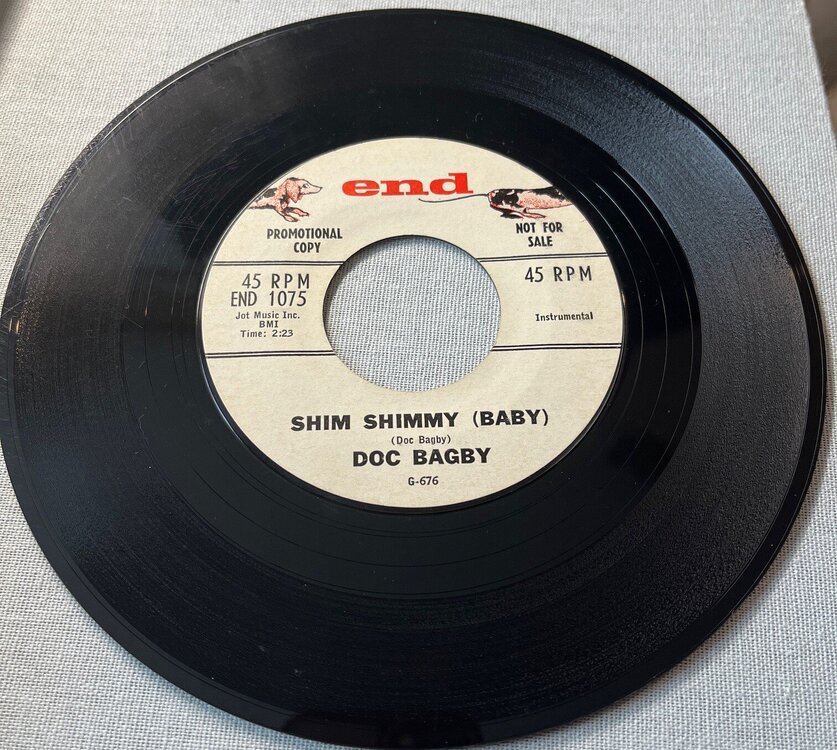 end
PROMOTIONAL
COPY
NOT FOR
SALE
45 RPM
END 1075
Jot Music Inc.
BMI
Time: 2:23
45 RPM
Instrumental
SHIM SHIMMY (BABY)
(Doc Bagby)
DOC BAGBY
G-676